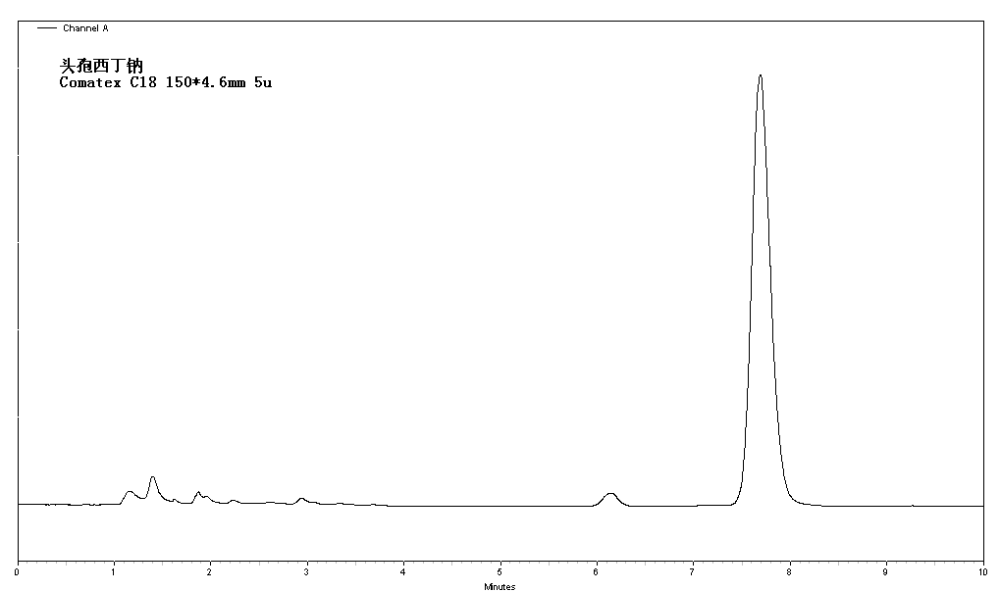 Channel A
头孢西丁钠
Comatex C18 150*4.6mm 5u
0 1 2 3 4 5 6 7 8 9 10
Minutes